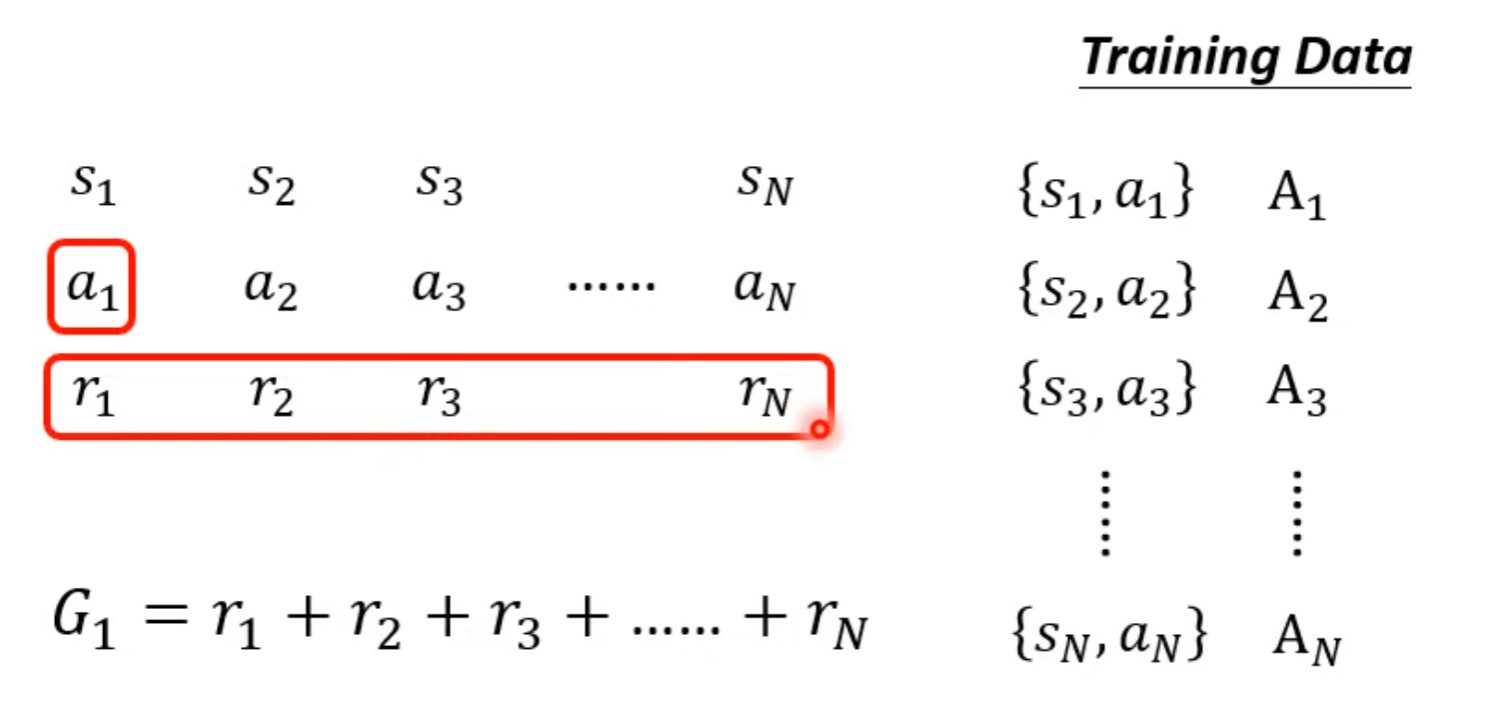 Training Data
s₁ s₂ s₃ s_N {s₁, a₁} A₁
a₁ a₂ a₃ ...... a_N {s₂, a₂} A₂
r₁ r₂ r₃ r_N {s₃, a₃} A₃
...... ......
G₁ = r₁ + r₂ + r₃ + ...... + r_N {s_N, a_N} A_N